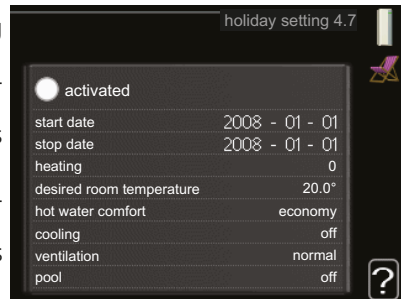 holiday setting 4.7
activated
start date 2008 - 01 - 01
stop date 2008 - 01 - 01
heating 0
desired room temperature 20.0°
hot water comfort economy
cooling off
ventilation normal
pool off
?